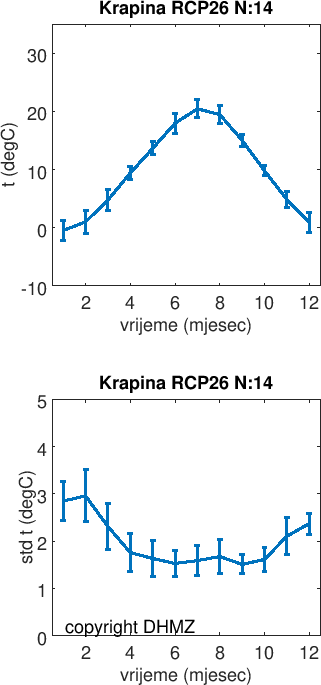 Krapina RCP26 N:14
30
20
10
0
-10
t (degC)
2 4 6 8 10 12
vrijeme (mjesec)
Krapina RCP26 N:14
5
4
3
2
1
0
std t (degC)
copyright DHMZ
2 4 6 8 10 12
vrijeme (mjesec)